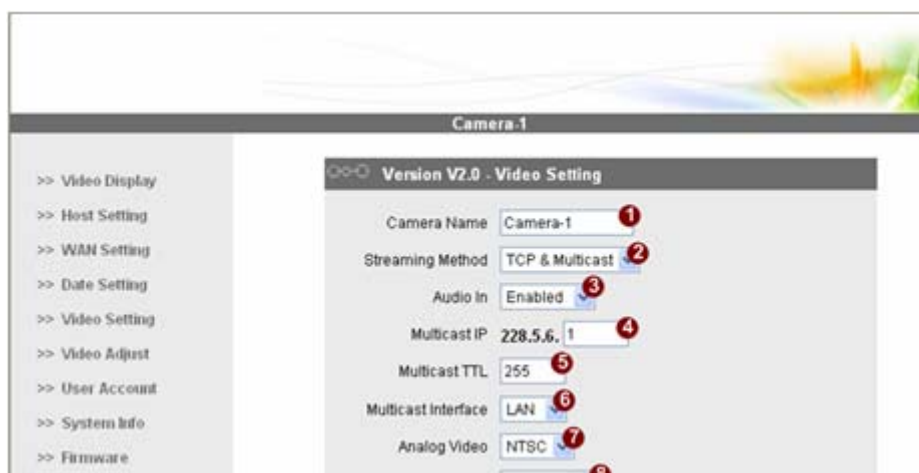 Camera-1
>> Video Display
>> Host Setting
>> WAN Setting
>> Date Setting
>> Video Setting
>> Video Adjust
>> User Account
>> System Info
>> Firmware
Version V2.0 - Video Setting
Camera Name Camera-1 1
Streaming Method TCP & Multicast 2
Audio In Enabled 3
Multicast IP 228.5.6. 1 4
Multicast TTL 255 5
Multicast Interface LAN 6
Analog Video NTSC 7
8